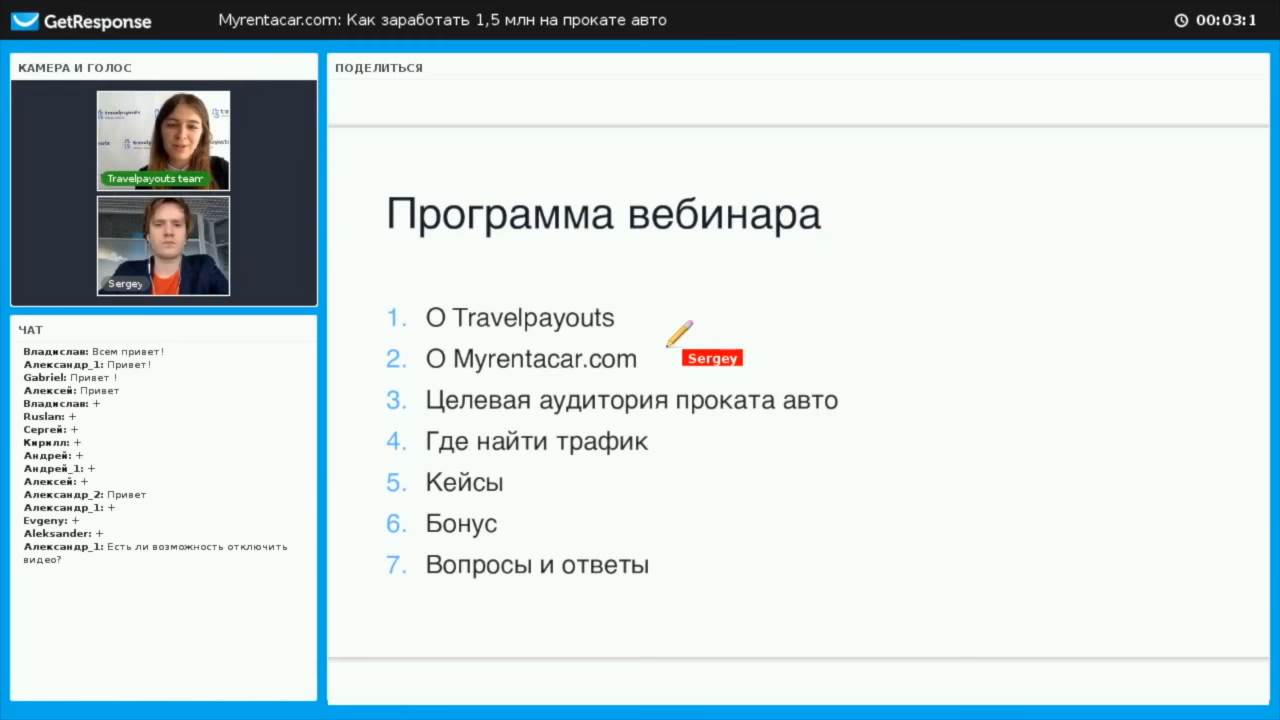 GetResponse
Myrentacar.com: Как заработать 1,5 млн на прокате авто
00:03:1
КАМЕРА И ГОЛОС
travelpayouts
Travelpayouts team
Sergey
ЧАТ
Владислав: Всем привет!
Александр_1: Привет!
Gabriel: Привет !
Алексей: Привет
Владислав: +
Ruslan: +
Сергей: +
Кирилл: +
Андрей: +
Андрей_1: +
Алексей: +
Александр_2: Привет
Александр_1: +
Evgeny: +
Aleksander: +
Александр_1: Есть ли возможность отключить
видео?
ПОДЕЛИТЬСЯ
Программа вебинара
1. О Travelpayouts
2. О Myrentacar.com
Sergey
3. Целевая аудитория проката авто
4. Где найти трафик
5. Кейсы
6. Бонус
7. Вопросы и ответы